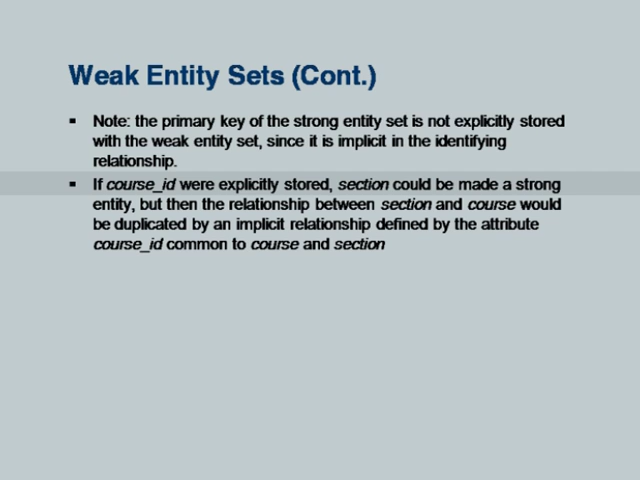 Weak Entity Sets (Cont.)
▪ Note: the primary key of the strong entity set is not explicitly stored
with the weak entity set, since it is implicit in the identifying
relationship.
▪ If course_id were explicitly stored, section could be made a strong
entity, but then the relationship between section and course would
be duplicated by an implicit relationship defined by the attribute
course_id common to course and section